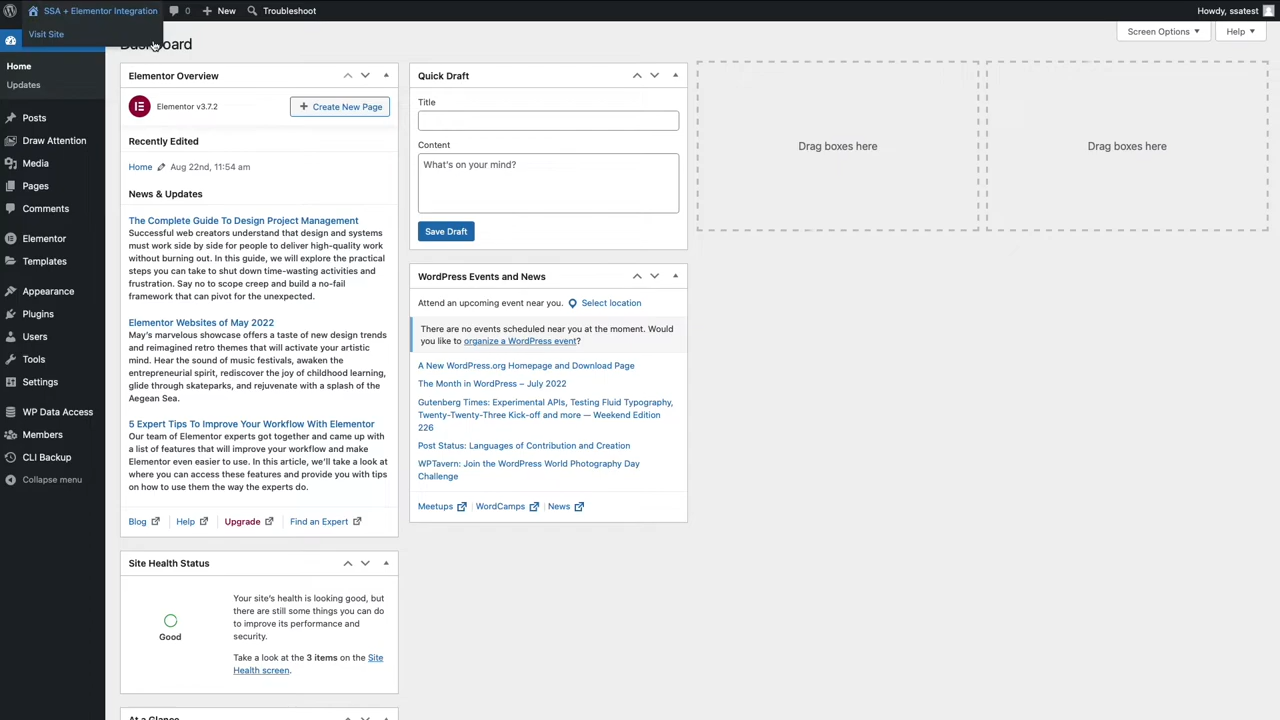 SSA + Elementor Integration
0
New
Troubleshoot
Howdy, ssatest
Visit Site
Dashboard
Screen Options
Help
Home
Updates
Posts
Draw Attention
Media
Pages
Comments
Elementor
Templates
Appearance
Plugins
Users
Tools
Settings
WP Data Access
Members
CLI Backup
Collapse menu
Elementor Overview
Elementor v3.7.2
+ Create New Page
Recently Edited
Home Aug 22nd, 11:54 am
News & Updates
The Complete Guide To Design Project Management
Successful web creators understand that design and systems
must work side by side for people to deliver high-quality work
without burning out. In this guide, we will explore the practical
steps you can take to shut down time-wasting activities and
frustration. Say no to scope creep and build a no-fail
framework that can pivot for the unexpected.
Elementor Websites of May 2022
May's marvelous showcase offers a taste of new design trends
and reimagined retro themes that will activate your artistic
mind. Hear the sound of music festivals, awaken the
entrepreneurial spirit, rediscover the joy of childhood learning,
glide through skateparks, and rejuvenate with a splash of the
Aegean Sea.
5 Expert Tips To Improve Your Workflow With Elementor
Our team of Elementor experts got together and came up with
a list of features that will improve your workflow and make
Elementor even easier to use. In this article, we'll take a look at
where you can access these features and provide you with tips
on how to use them the way the experts do.
Blog
Help
Upgrade
Find an Expert
Site Health Status
Good
Your site's health is looking good, but
there are still some things you can do
to improve its performance and
security.
Take a look at the 3 items on the Site
Health screen.
At a Glance
Quick Draft
Title
Content
What's on your mind?
Save Draft
WordPress Events and News
Attend an upcoming event near you. Select location
There are no events scheduled near you at the moment. Would
you like to organize a WordPress event?
A New WordPress.org Homepage and Download Page
The Month in WordPress – July 2022
Gutenberg Times: Experimental APIs, Testing Fluid Typography,
Twenty-Twenty-Three Kick-off and more — Weekend Edition
226
Post Status: Languages of Contribution and Creation
WPTavern: Join the WordPress World Photography Day
Challenge
Meetups
WordCamps
News
Drag boxes here
Drag boxes here